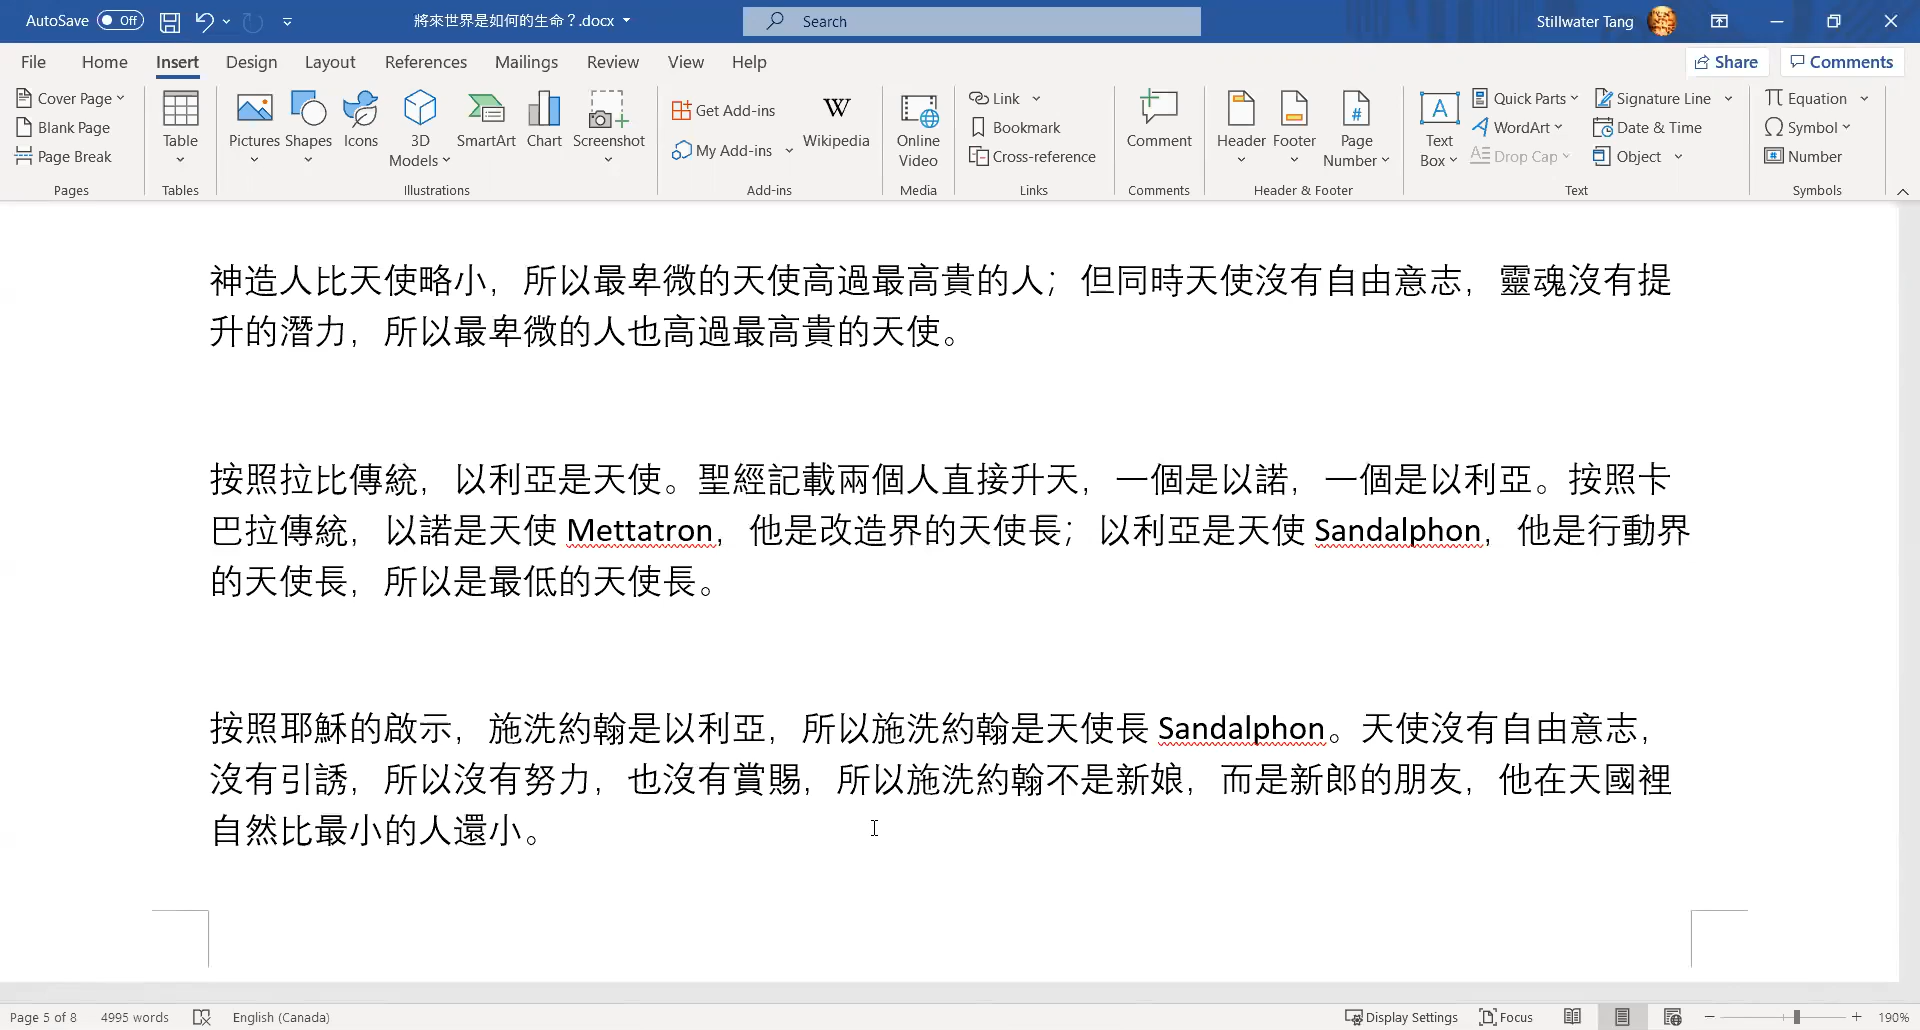 AutoSave Off 將來世界是如何的生命？.docx Search Stillwater Tang
File Home Insert Design Layout References Mailings Review View Help Share Comments
Cover Page
Blank Page
Page Break
Pages
Table
Tables
Pictures Shapes Icons 3D Models SmartArt Chart Screenshot
Illustrations
Get Add-ins
My Add-ins
W
Wikipedia
Add-ins
Online Video
Media
Link
Bookmark
Cross-reference
Links
Comment
Comments
Header Footer Page Number
Header & Footer
Text Box
Quick Parts
WordArt
Drop Cap
Signature Line
Date & Time
Object
Text
Equation
Symbol
Number
Symbols
神造人比天使略小，所以最卑微的天使高過最高貴的人；但同時天使沒有自由意志，靈魂沒有提
升的潛力，所以最卑微的人也高過最高貴的天使。
按照拉比傳統，以利亞是天使。聖經記載兩個人直接升天，一個是以諾，一個是以利亞。按照卡
巴拉傳統，以諾是天使 Mettatron，他是改造界的天使長；以利亞是天使 Sandalphon，他是行動界
的天使長，所以是最低的天使長。
按照耶穌的啟示，施洗約翰是以利亞，所以施洗約翰是天使長 Sandalphon。天使沒有自由意志，
沒有引誘，所以沒有努力，也沒有賞賜，所以施洗約翰不是新娘，而是新郎的朋友，他在天國裡
自然比最小的人還小。
Page 5 of 8 4995 words English (Canada) Display Settings Focus 190%